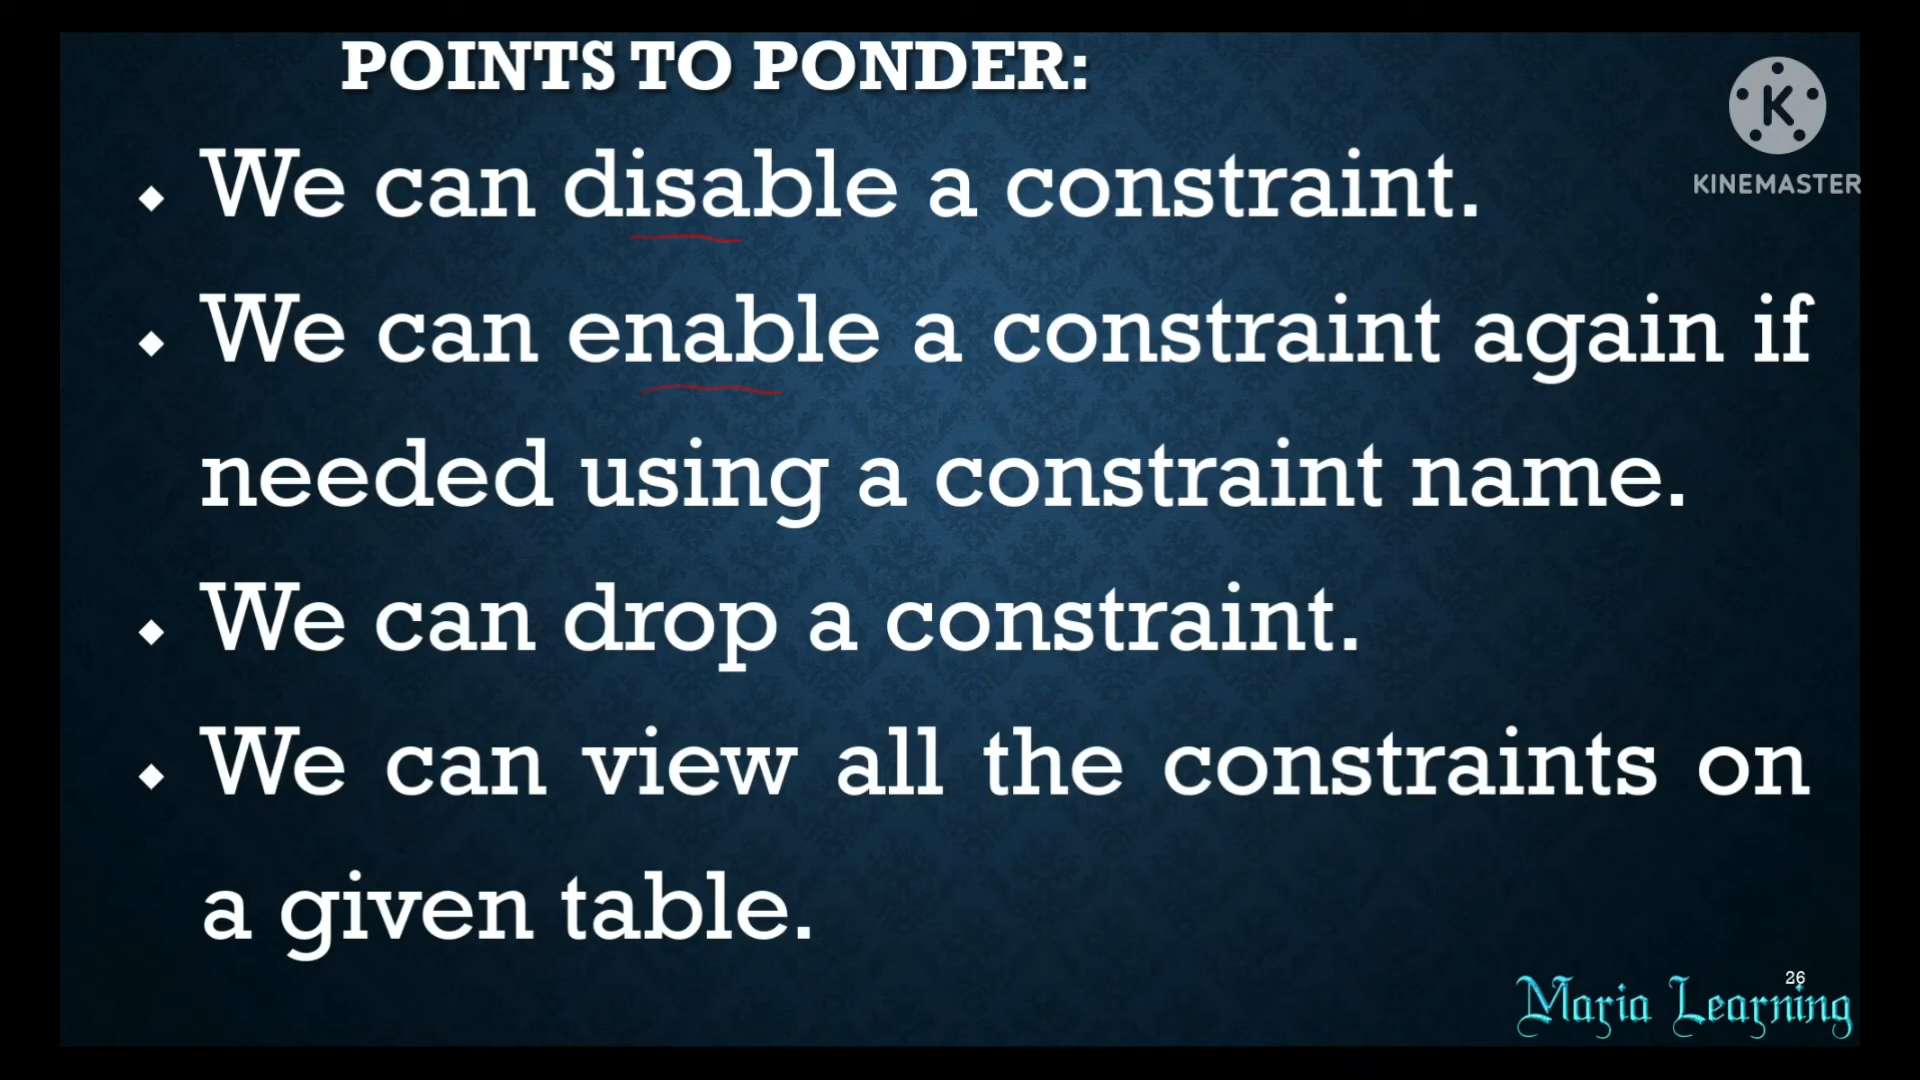 POINTS TO PONDER:
K
KINEMASTER
◆ We can disable a constraint.
◆ We can enable a constraint again if
needed using a constraint name.
◆ We can drop a constraint.
◆ We can view all the constraints on
a given table.
26
Maria Learning